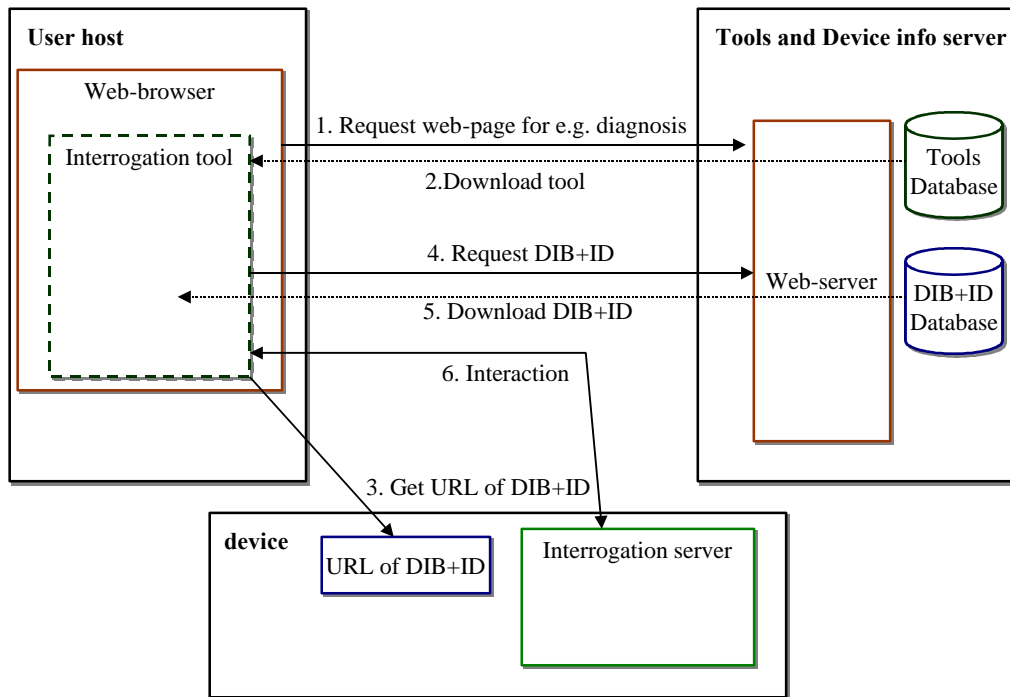 User host
Web-browser
Interrogation tool
Tools and Device info server
1. Request web-page for e.g. diagnosis
2.Download tool
Tools
Database
4. Request DIB+ID
Web-server
5. Download DIB+ID
DIB+ID
Database
6. Interaction
3. Get URL of DIB+ID
device
URL of DIB+ID
Interrogation server